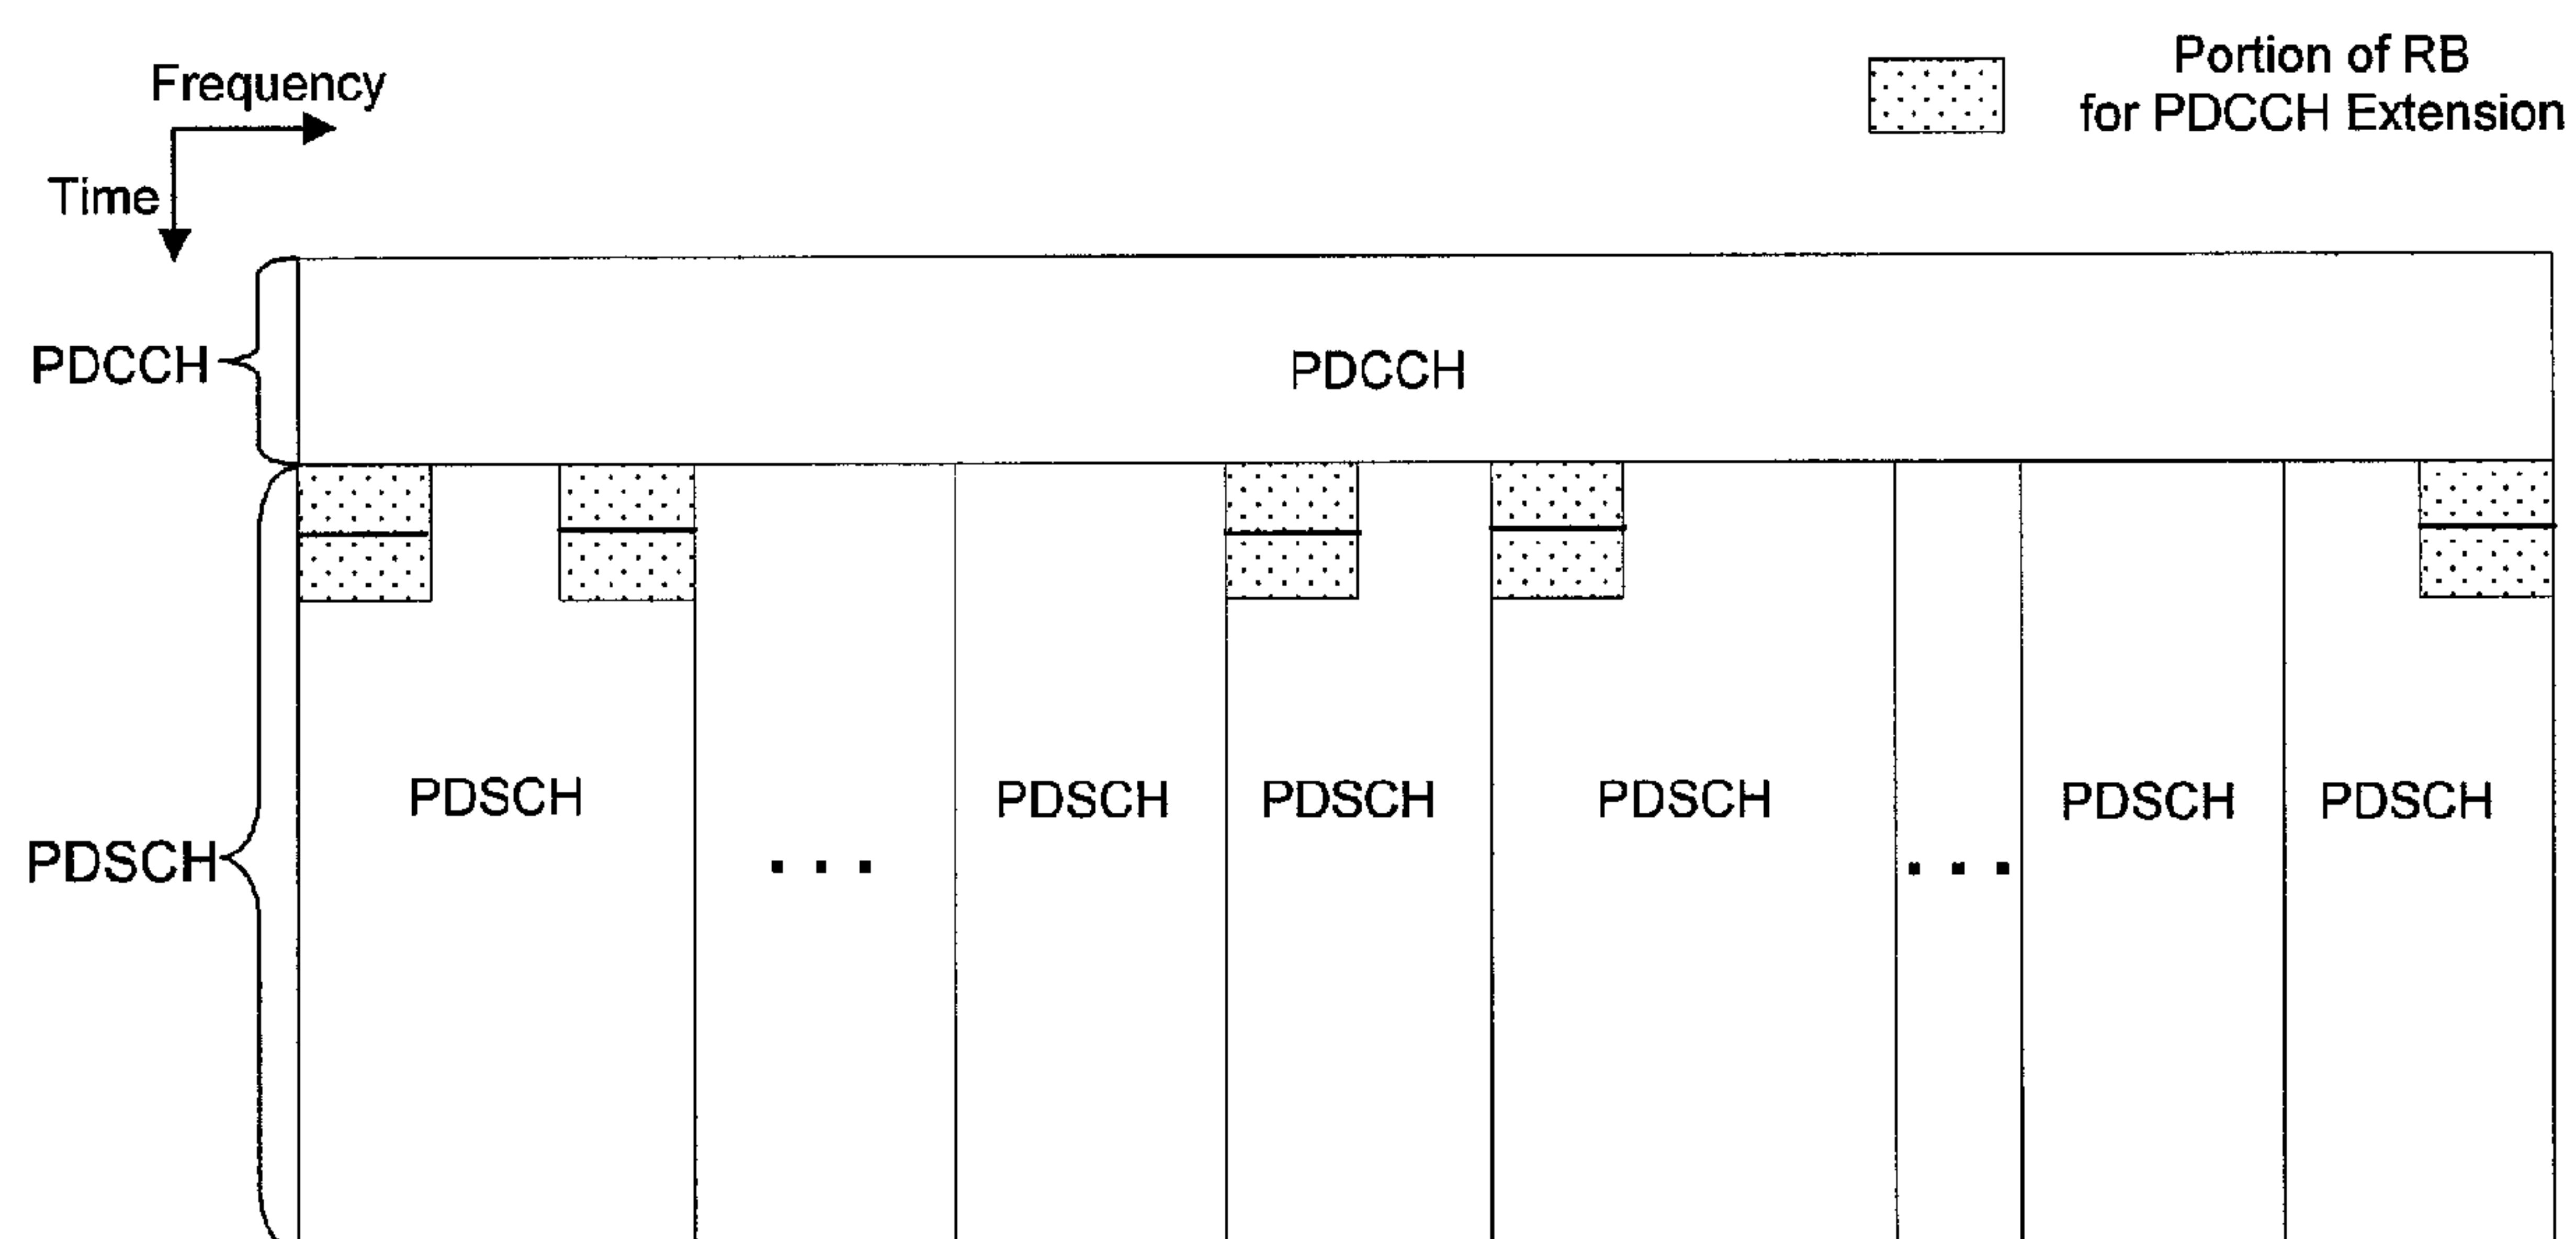 Portion of RB
for PDCCH Extension
Frequency
Time
PDCCH
PDCCH
PDSCH
PDSCH
PDSCH
PDSCH
PDSCH
PDSCH
. . .
. . .
PDSCH